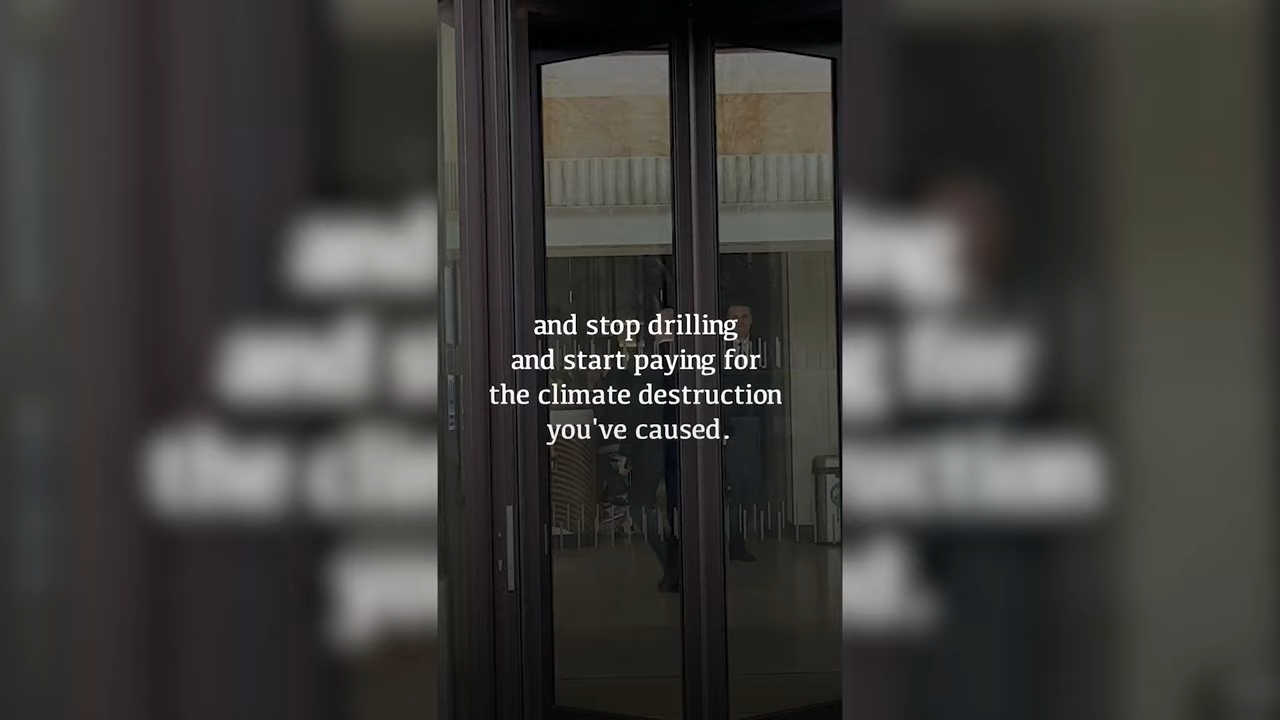 and stop drilling
and start paying for
the climate destruction
you've caused.